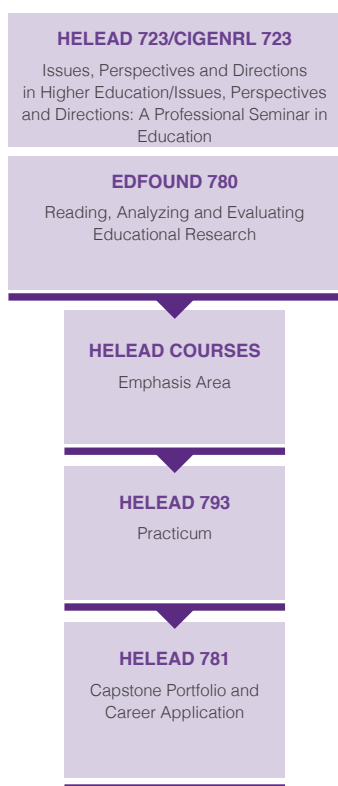 HELEAD 723/CIGENRL 723
Issues, Perspectives and Directions
in Higher Education/Issues, Perspectives
and Directions: A Professional Seminar in
Education
EDFOUND 780
Reading, Analyzing and Evaluating
Educational Research
HELEAD COURSES
Emphasis Area
HELEAD 793
Practicum
HELEAD 781
Capstone Portfolio and
Career Application